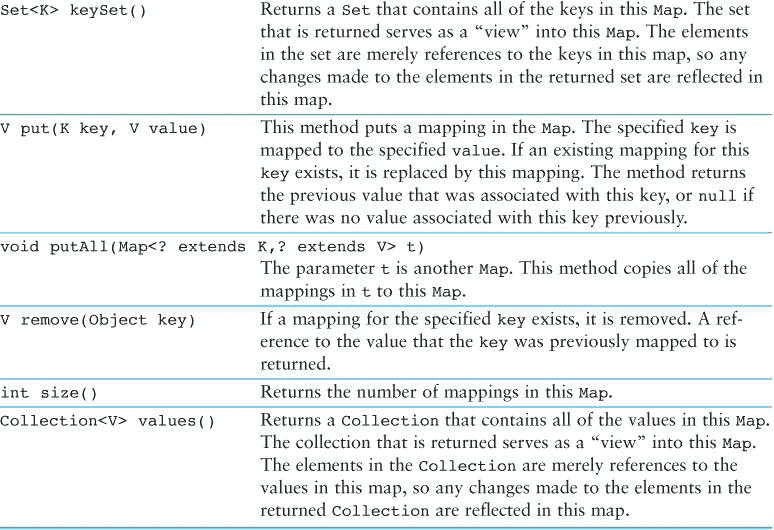 Set<K> keySet() Returns a Set that contains all of the keys in this Map. The set
that is returned serves as a “view” into this Map. The elements
in the set are merely references to the keys in this map, so any
changes made to the elements in the returned set are reflected in
this map.
V put(K key, V value) This method puts a mapping in the Map. The specified key is
mapped to the specified value. If an existing mapping for this
key exists, it is replaced by this mapping. The method returns
the previous value that was associated with this key, or null if
there was no value associated with this key previously.
void putAll(Map<? extends K,? extends V> t)
The parameter t is another Map. This method copies all of the
mappings in t to this Map.
V remove(Object key) If a mapping for the specified key exists, it is removed. A ref-
erence to the value that the key was previously mapped to is
returned.
int size() Returns the number of mappings in this Map.
Collection<V> values() Returns a Collection that contains all of the values in this Map.
The collection that is returned serves as a “view” into this Map.
The elements in the Collection are merely references to the
values in this map, so any changes made to the elements in the
returned Collection are reflected in this map.